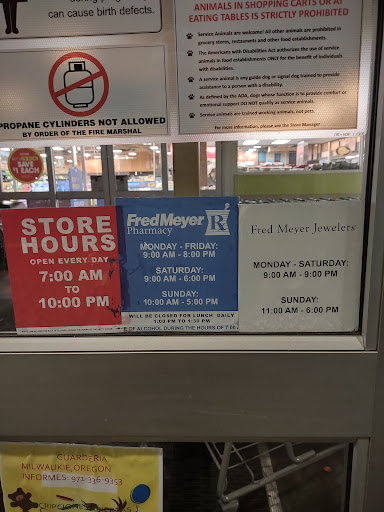 can cause birth defects.
PROPANE CYLINDERS NOT ALLOWED
BY ORDER OF THE FIRE MARSHAL
ANIMALS IN SHOPPING CARTS OR AT
EATING TABLES IS STRICTLY PROHIBITED
Service Animals are welcome! All other animals are prohibited in
grocery stores, restaurants and other food establishments.
The Americans with Disabilities Act authorizes the use of service
animals in food establishments ONLY for the benefit of individuals
with disabilities.
A service animal is any guide dog or signal dog trained to provide
assistance to a person with a disability.
As defined by the ADA, dogs whose function is to provide comfort or
emotional support DO NOT qualify as service animals.
Service animals are trained working animals, not pets.
For more information, please see the Store Manager
SAVE
$1 EACH
STORE
HOURS
OPEN EVERY DAY
7:00 AM
TO
10:00 PM
FredMeyer
Pharmacy
MONDAY - FRIDAY:
9:00 AM - 8:00 PM
SATURDAY:
9:00 AM - 6:00 PM
SUNDAY:
10:00 AM - 5:00 PM
WILL BE CLOSED FOR LUNCH DAILY
1:00 PM TO 1:30 PM
E OF ALCOHOL DURING THE HOURS OF 7:00
Fred Meyer Jewelers
MONDAY - SATURDAY:
9:00 AM - 9:00 PM
SUNDAY:
11:00 AM - 6:00 PM
GUARDERIA
MILWAUKIE, OREGON
INFORMES: 971-336-9353